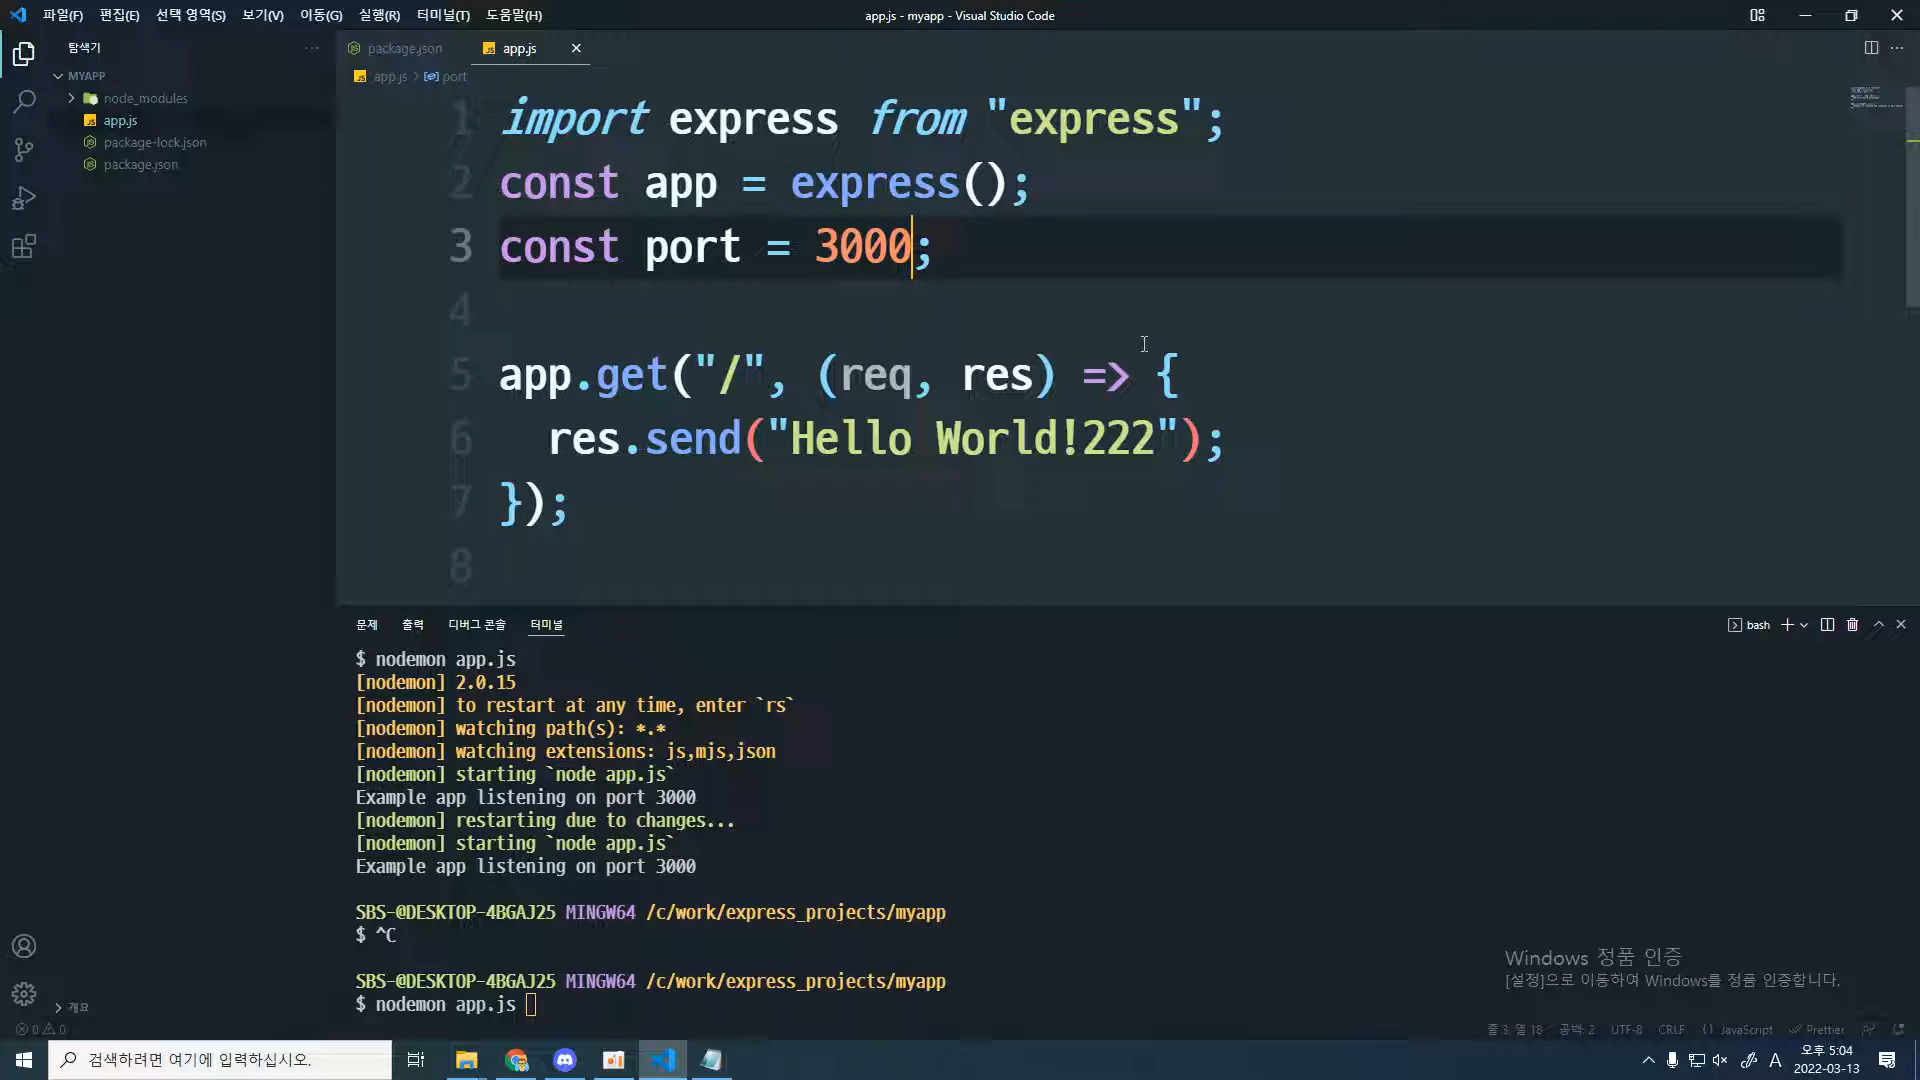 파일(F) 편집(E) 선택 영역(S) 보기(V) 이동(G) 실행(R) 터미널(T) 도움말(H)
app.js - myapp - Visual Studio Code
탐색기
MYAPP
node_modules
app.js
package-lock.json
package.json
package.json
app.js
app.js > port
1 import express from "express";
2 const app = express();
3 const port = 3000;
4
5 app.get("/", (req, res) => {
6 res.send("Hello World!222");
7 });
8
문제 출력 디버그 콘솔 터미널
bash
$ nodemon app.js
[nodemon] 2.0.15
[nodemon] to restart at any time, enter `rs`
[nodemon] watching path(s): *.*
[nodemon] watching extensions: js,mjs,json
[nodemon] starting `node app.js`
Example app listening on port 3000
[nodemon] restarting due to changes...
[nodemon] starting `node app.js`
Example app listening on port 3000
SBS-@DESKTOP-4BGAJ25 MINGW64 /c/work/express_projects/myapp
$ ^C
SBS-@DESKTOP-4BGAJ25 MINGW64 /c/work/express_projects/myapp
$ nodemon app.js
개요
Windows 정품 인증
[설정]으로 이동하여 Windows를 정품 인증합니다.
0 0
줄 3, 열 18 공백: 2 UTF-8 CRLF {} JavaScript Prettier
검색하려면 여기에 입력하십시오.
A
오후 5:04
2022-03-13